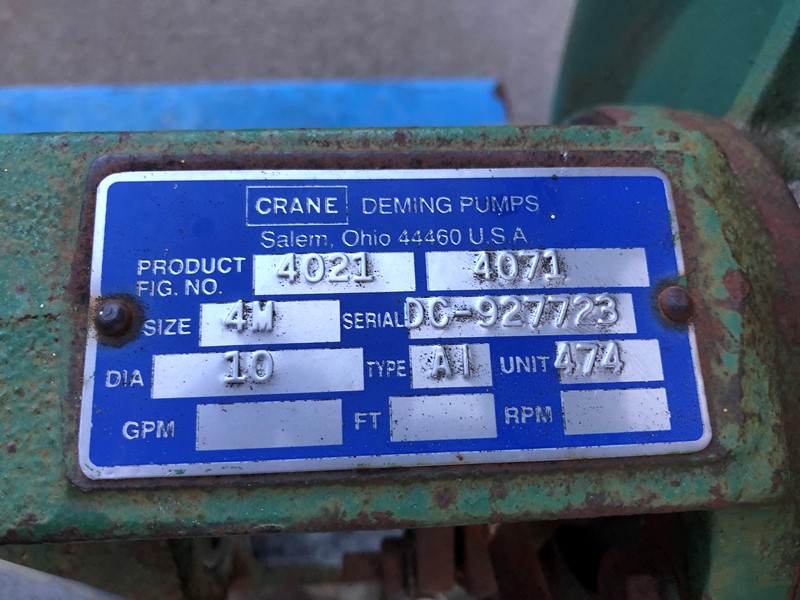 CRANE DEMING PUMPS
Salem, Ohio 44460 U.S.A
PRODUCT FIG. NO. 4021 4071
SIZE 4M SERIAL DC-927723
DIA 10 TYPE A1 UNIT 474
GPM FT RPM